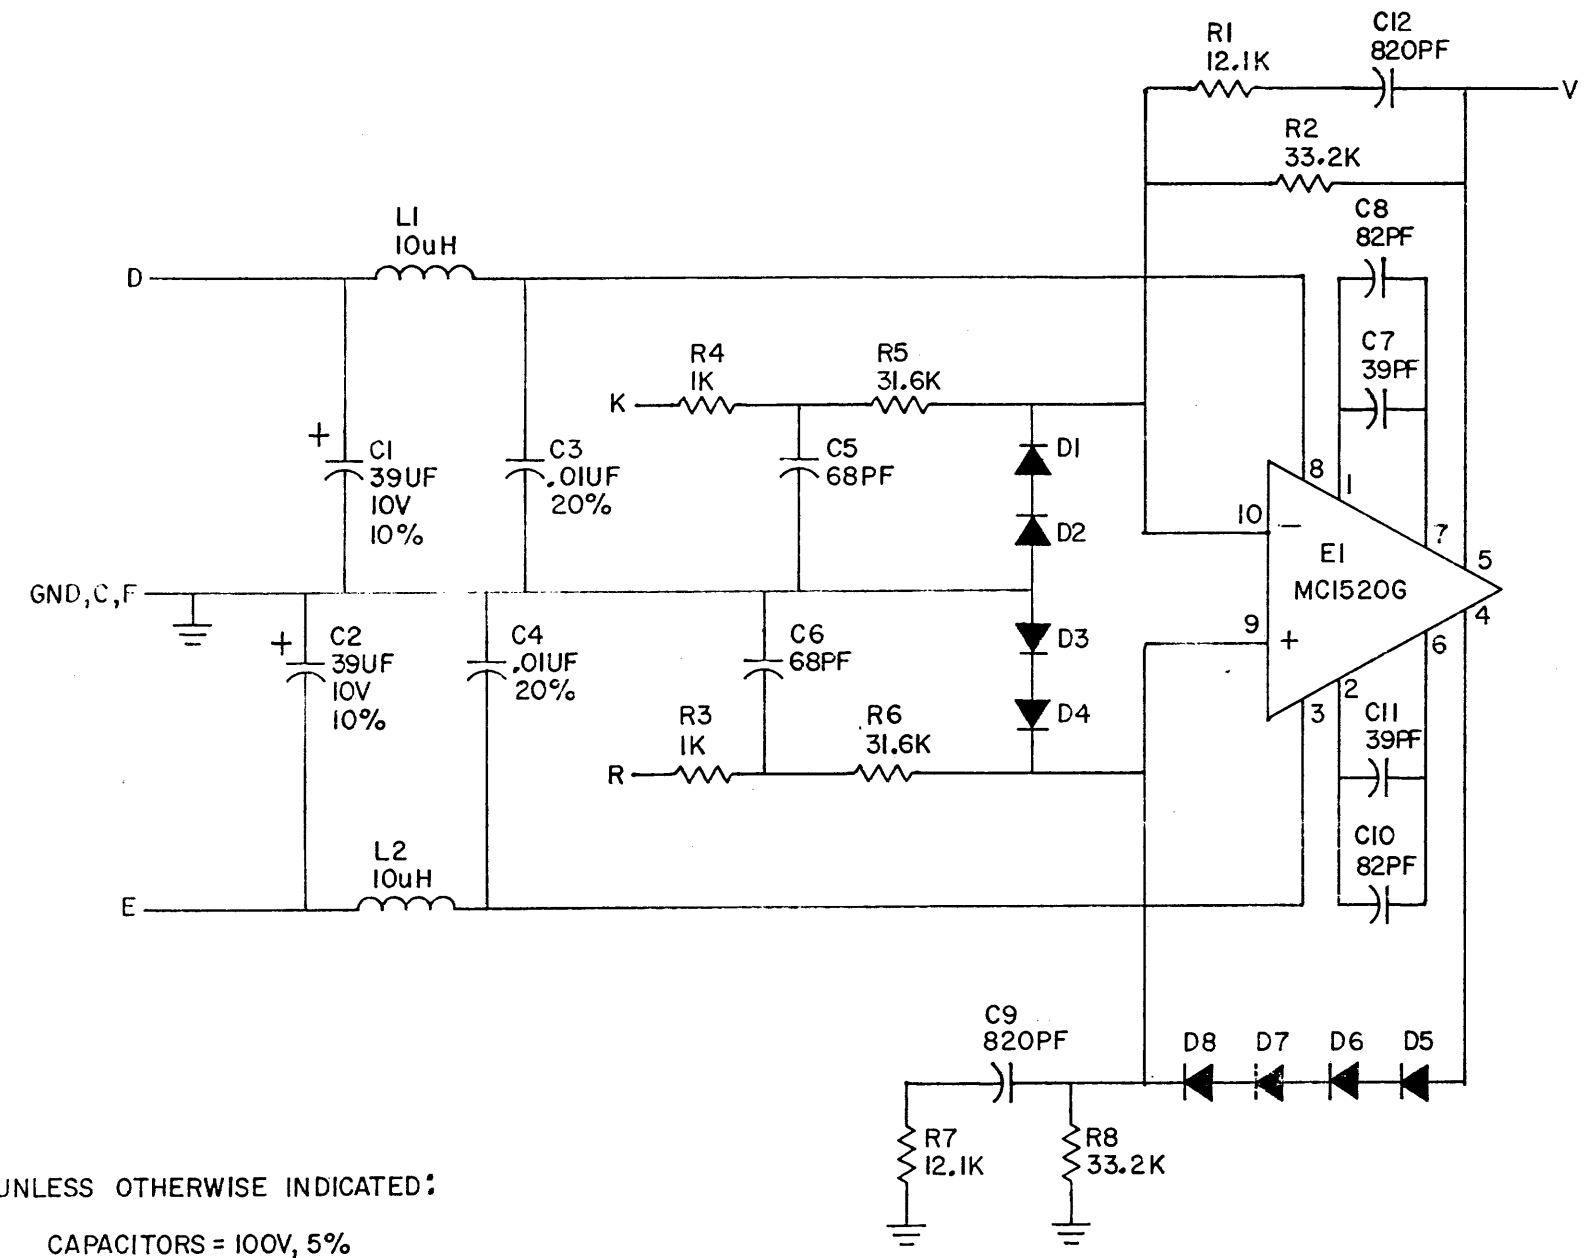 R1
12.1K
C12
820PF
V
R2
33.2K
C8
82PF
L1
10uH
D
C7
39PF
R4
1K
R5
31.6K
K
+
C1
39UF
10V
10%
C3
.01UF
20%
C5
68PF
D1
D2
8
1
10
−
7
E1
MC1520G
5
GND,C,F
4
9
+
6
+
C2
39UF
10V
10%
C4
.01UF
20%
C6
68PF
D3
D4
2
3
R3
1K
R6
31.6K
R
C11
39PF
C10
82PF
L2
10uH
E
C9
820PF
D8
D7
D6
D5
R7
12.1K
R8
33.2K
UNLESS OTHERWISE INDICATED:
CAPACITORS = 100V, 5%